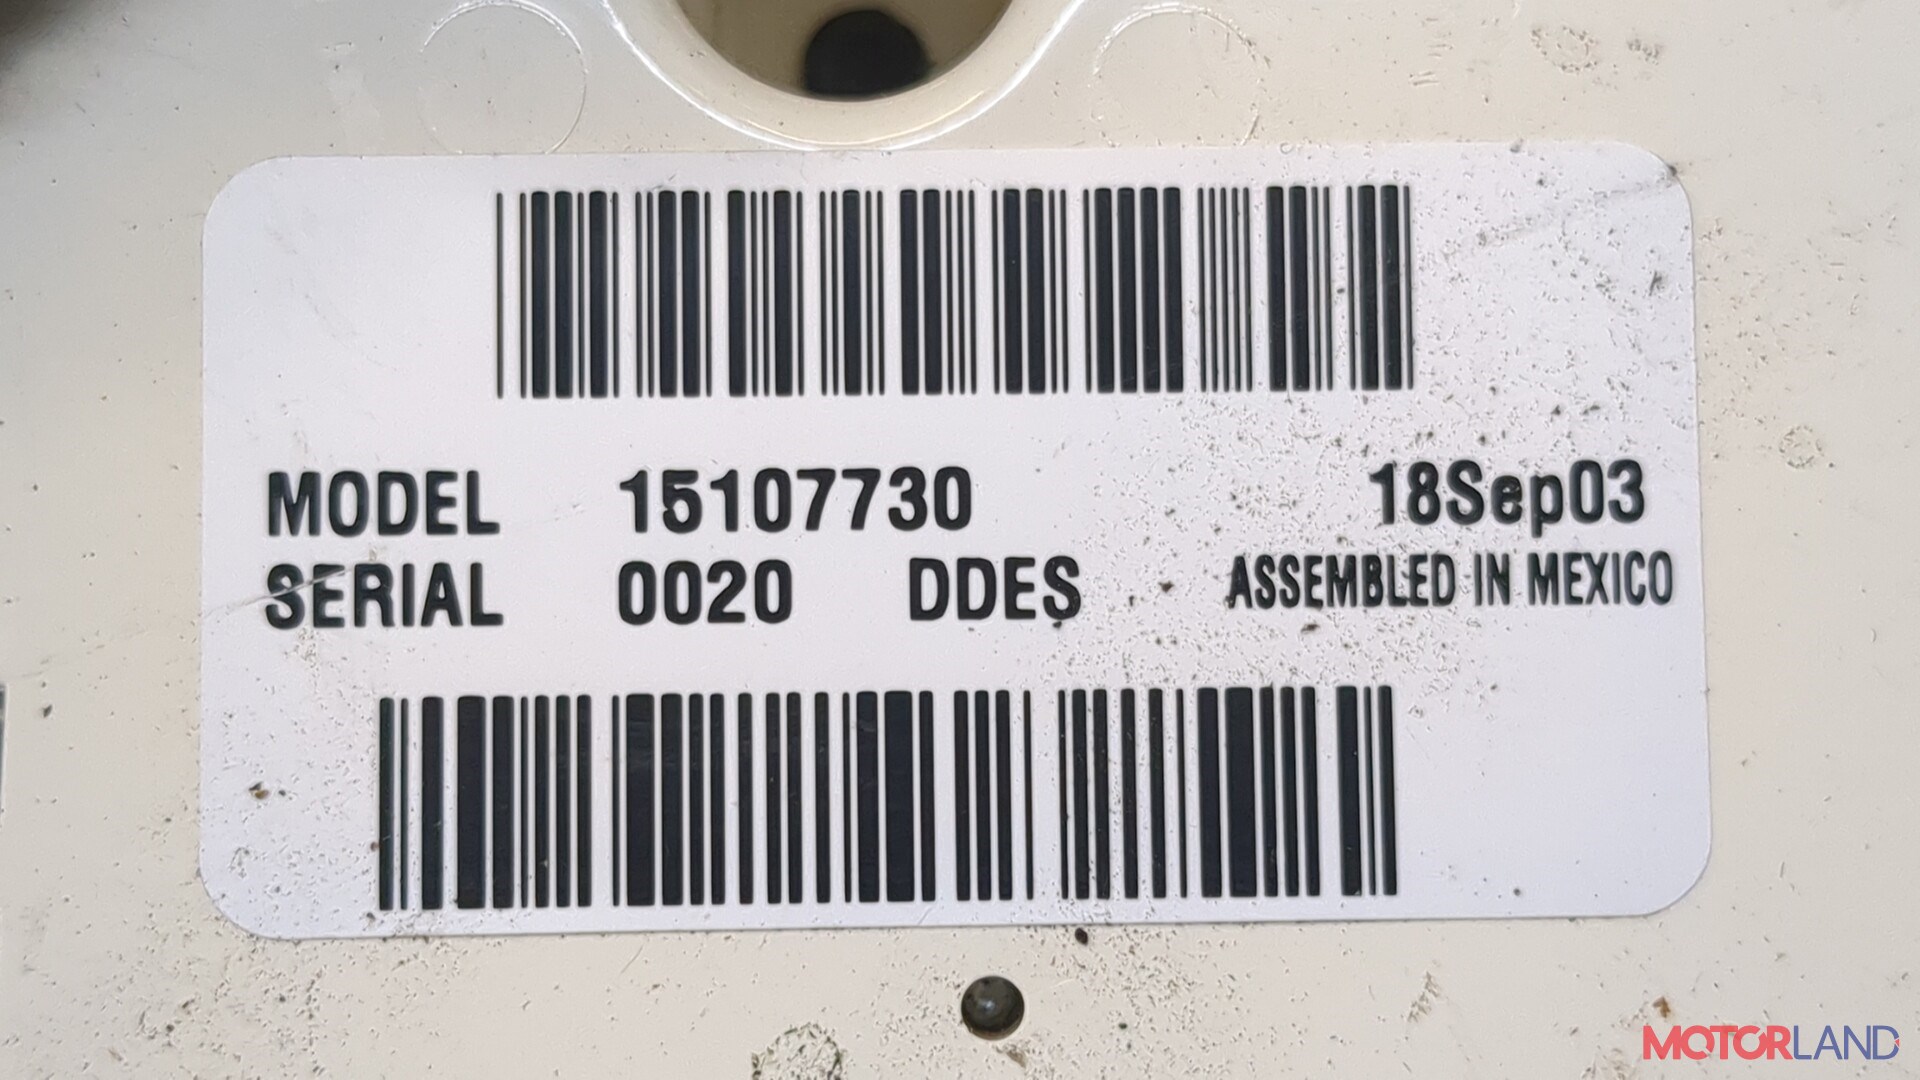 MODEL 15107730 18Sep03
SERIAL 0020 DDES ASSEMBLED IN MEXICO
MOTORLAND